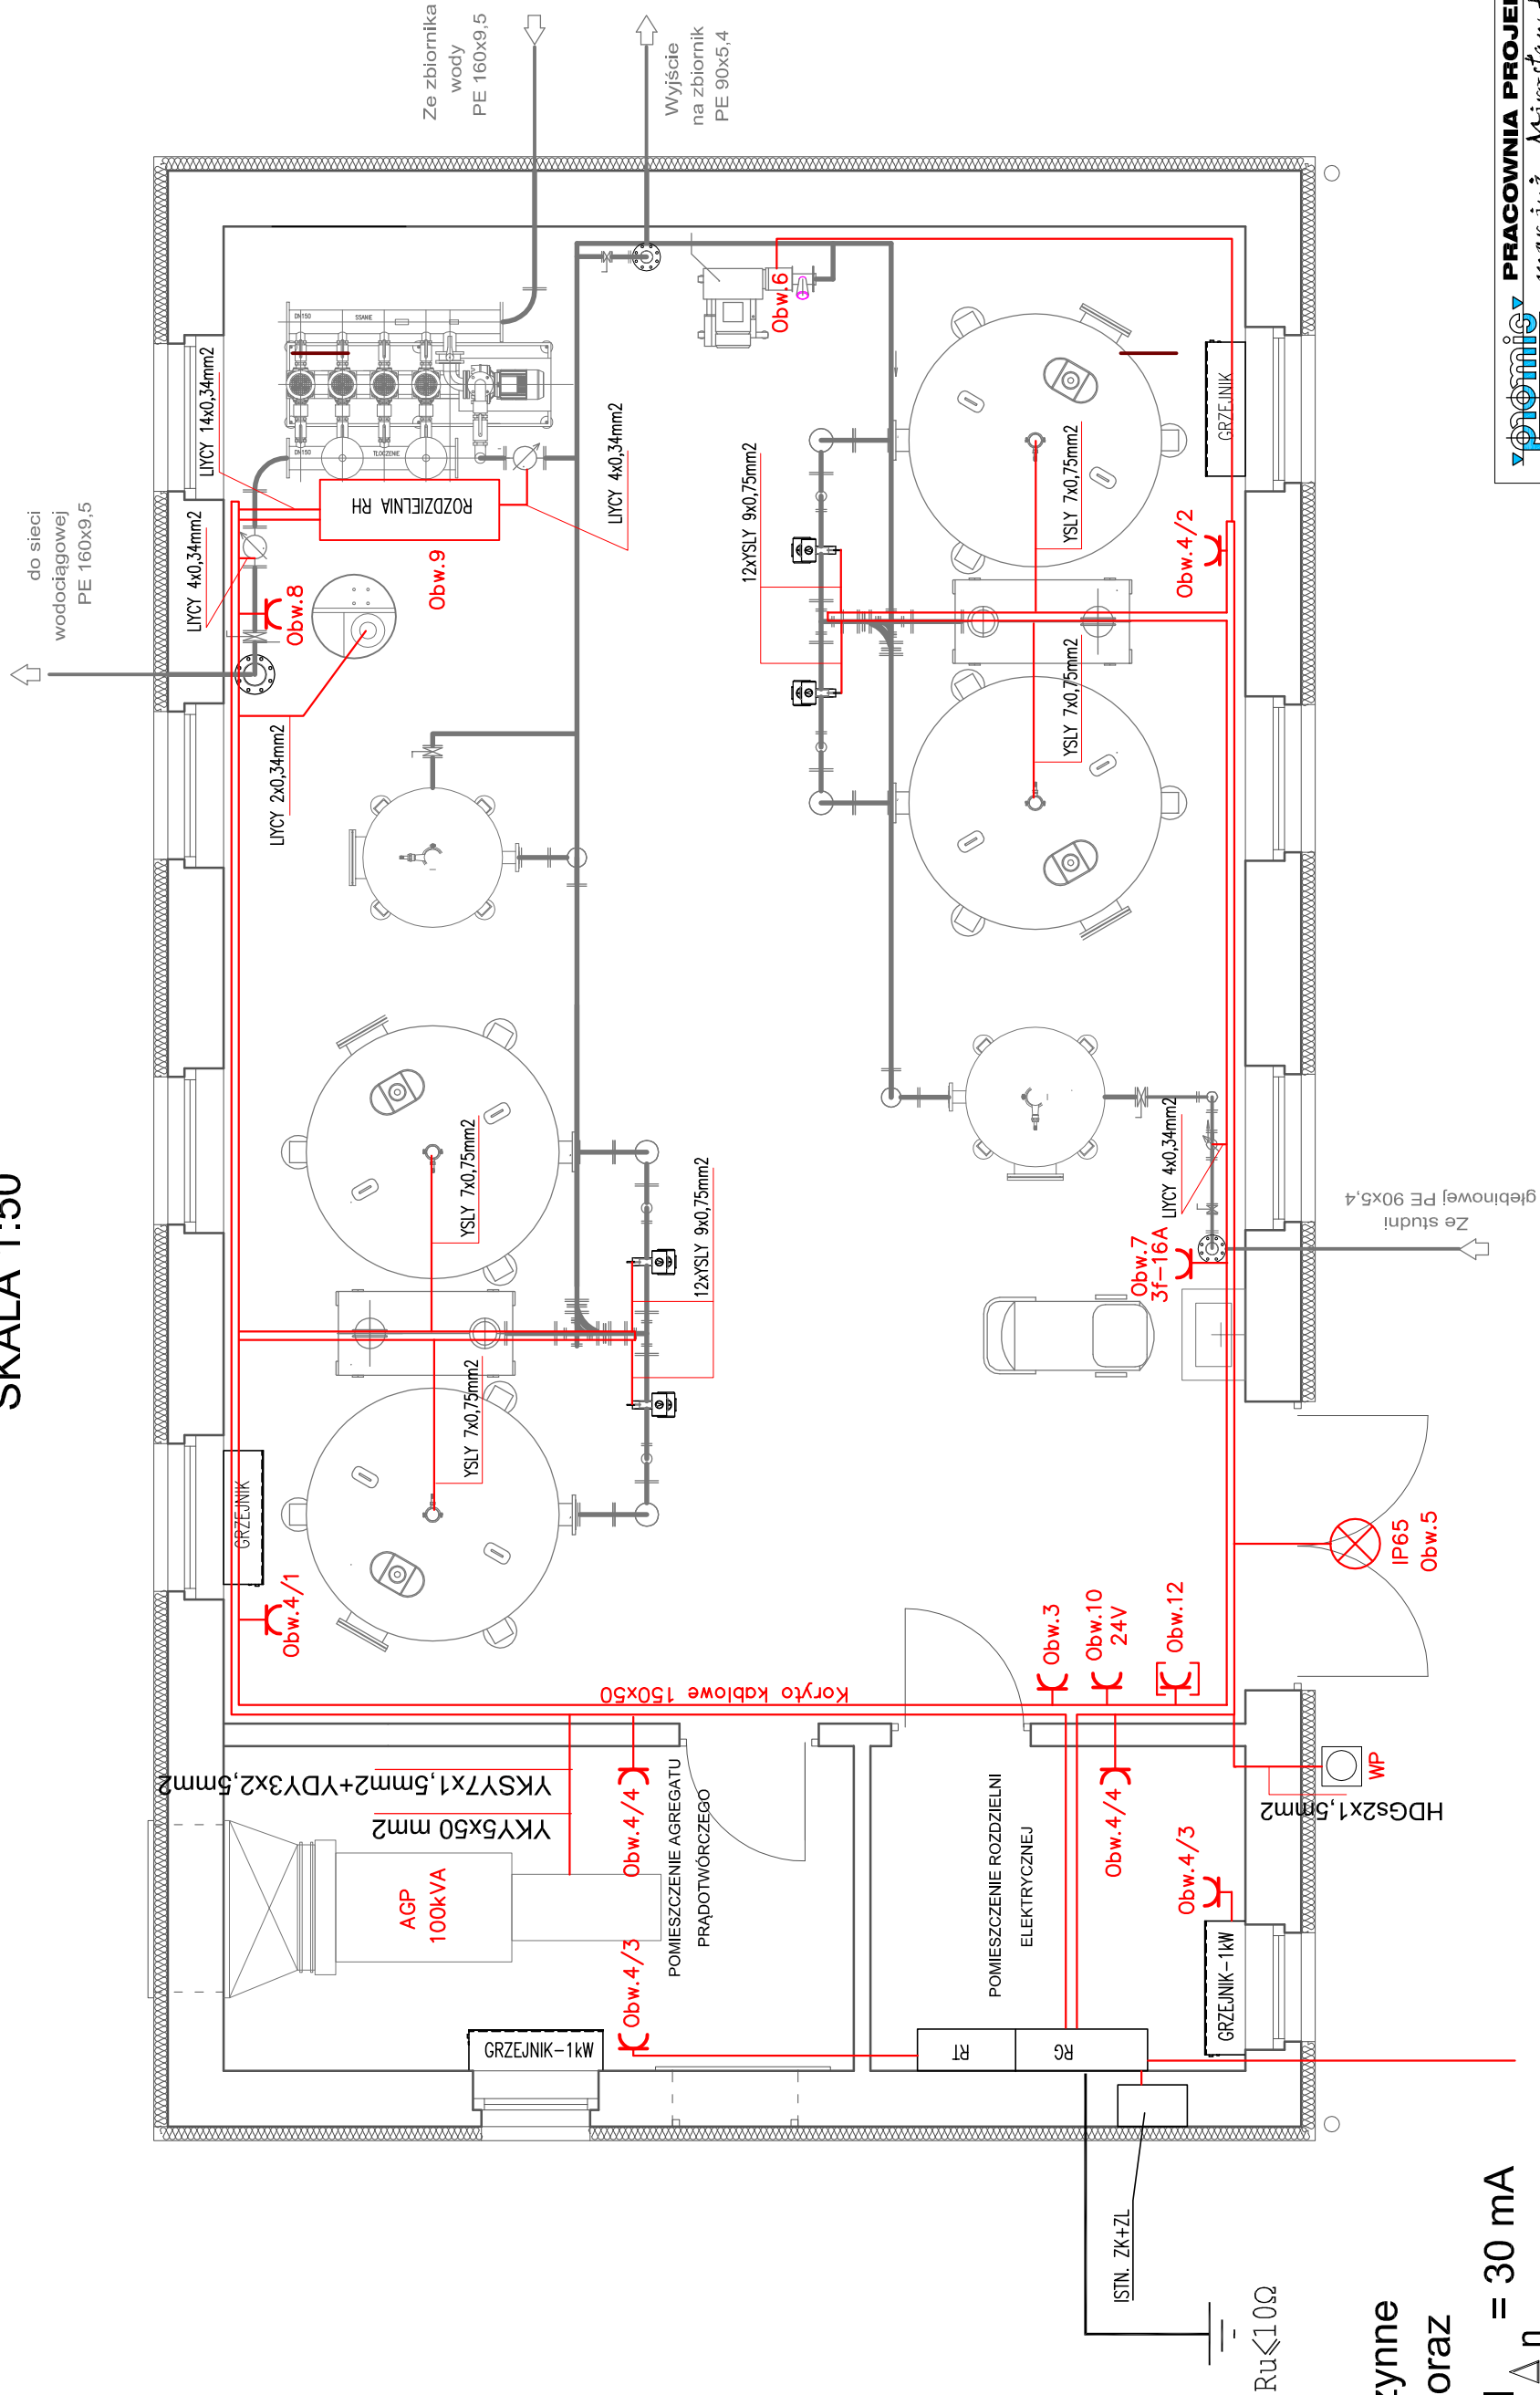 SKALA 1:50
do sieci
wodociągowej
PE 160x9,5
Ze zbiornika
wody
PE 160x9,5
Wyjście
na zbiornik
PE 90x5,4
LIYCY 14x0,34mm2
LIYCY 4x0,34mm2
DN150
SSANIE
DN150
TŁOCZENIE
ROZDZIELNIA RH
LIYCY 4x0,34mm2
Obw.9
Obw.8
LIYCY 2x0,34mm2
Obw.6
12xYSLY 9x0,75mm2
YSLY 7x0,75mm2
YSLY 7x0,75mm2
Obw.4/2
GRZEJNIK
YSLY 7x0,75mm2
YSLY 7x0,75mm2
12xYSLY 9x0,75mm2
LIYCY 4x0,34mm2
Obw.7
3f-16A
Ze studni
głębinowej PE 90x5,4
GRZEJNIK
Obw.4/1
Koryto kablowe 150x50
Obw.3
Obw.10
24V
Obw.12
IP65
Obw.5
YKSY7x1,5mm2+YDY3x2,5mm2
YKY5x50 mm2
AGP
100kVA
Obw.4/4
Obw.4/3
POMIESZCZENIE AGREGATU
PRĄDOTWÓRCZEGO
GRZEJNIK-1kW
POMIESZCZENIE ROZDZIELNI
ELEKTRYCZNEJ
Obw.4/4
Obw.4/3
GRZEJNIK-1kW
WP
HDGs2x1,5mm2
RT
RG
ISTN. ZK+ZL
Ru≤10Ω
oraz
= 30 mA
PRACOWNIA PROJE